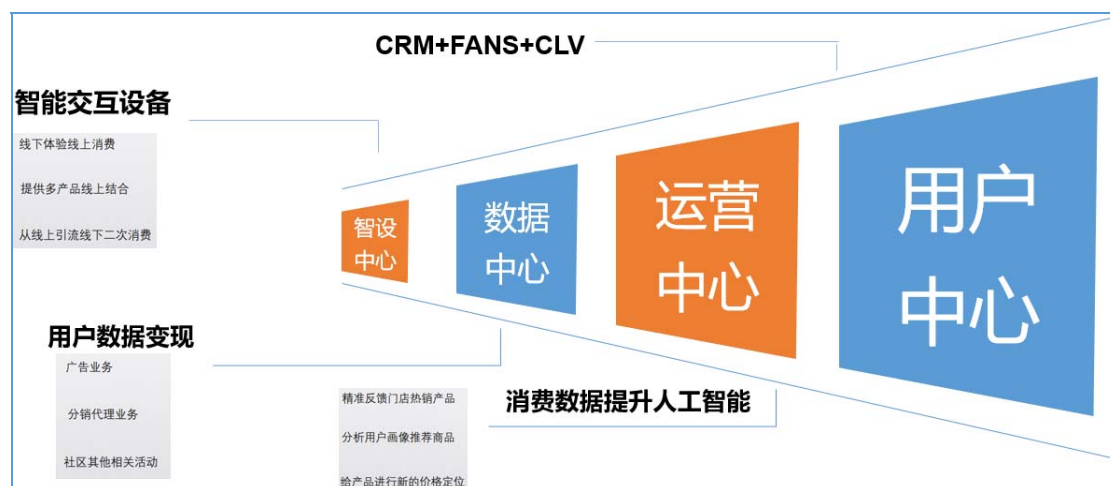 CRM+FANS+CLV
智能交互设备
线下体验线上消费
提供多产品线上结合
从线上引流线下二次消费
智设
中心
数据
中心
运营
中心
用户
中心
用户数据变现
广告业务
分销代理业务
社区其他相关活动
消费数据提升人工智能
精准反馈门店热销产品
分析用户画像推荐商品
给产品进行新的价格定位